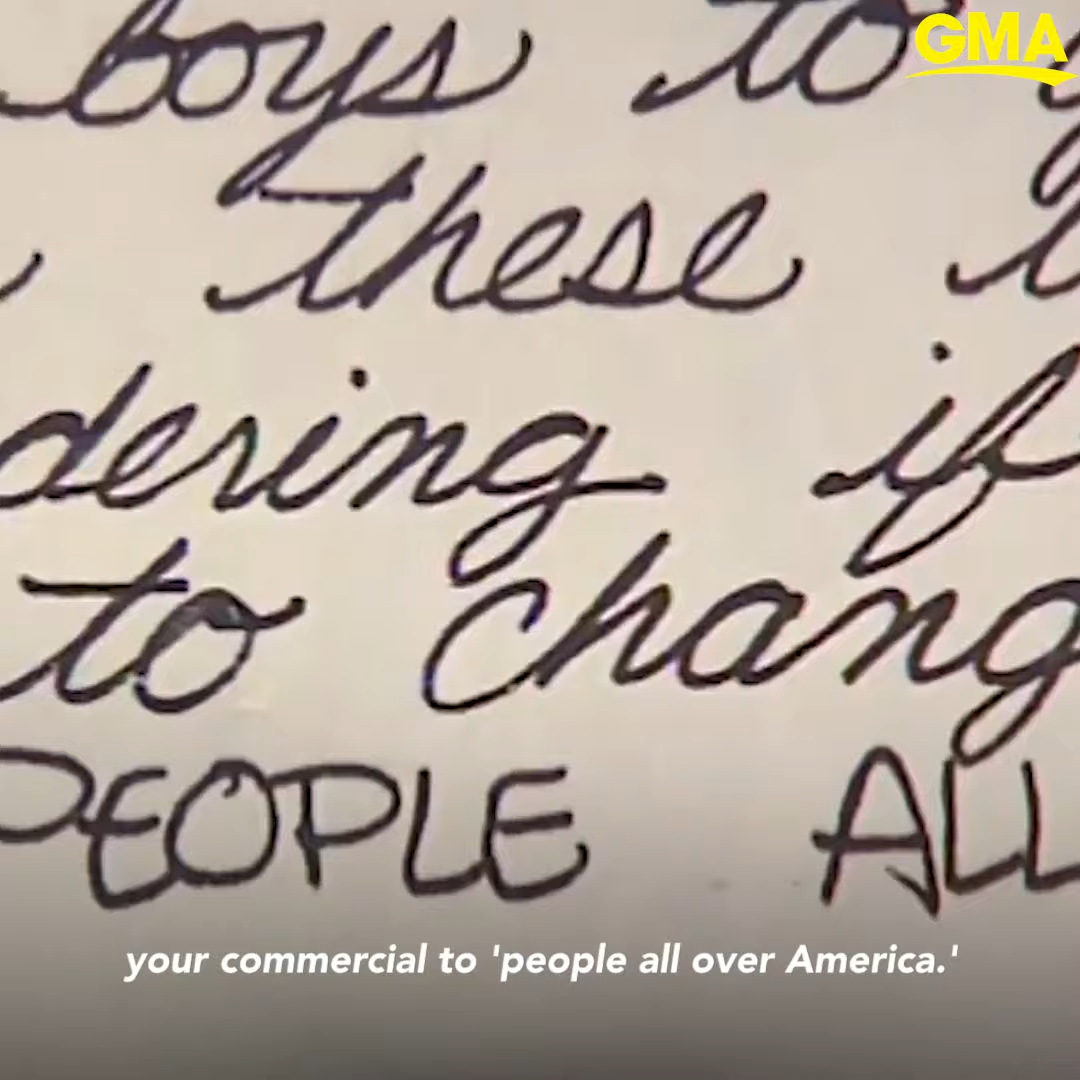 GMA
boys to
these
dering if
to chang
PEOPLE ALL
your commercial to 'people all over America.'